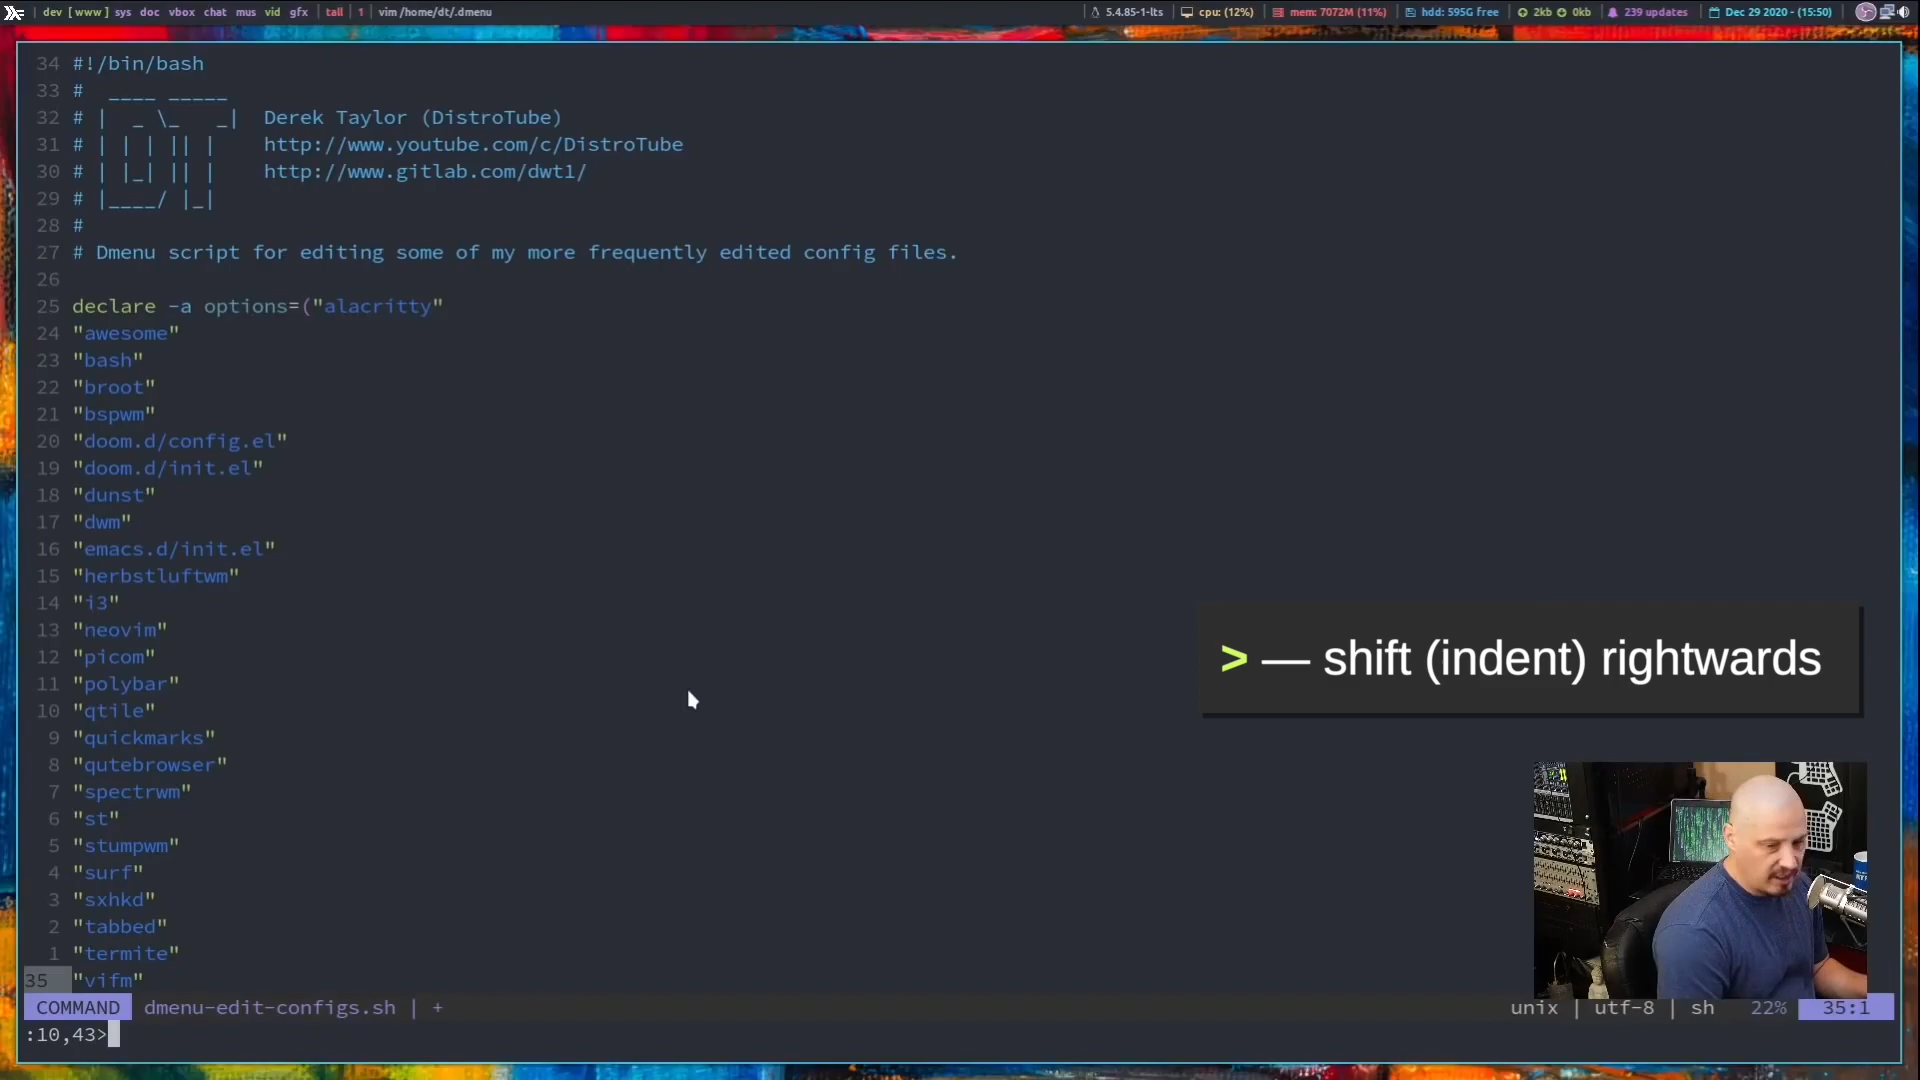 dev [ www ] sys doc vbox chat mus vid gfx | tall | 1 | vim /home/dt/.dmenu
| 5.4.85-1-lts | cpu: (12%) | mem: 7072M (11%) | hdd: 595G free | 2kb 0kb | 239 updates | Dec 29 2020 - (15:50)
34 #!/bin/bash
33 #  ____ _____
32 # |  _ \_   _|  Derek Taylor (DistroTube)
31 # | | | || |    http://www.youtube.com/c/DistroTube
30 # | |_| || |    http://www.gitlab.com/dwt1/
29 # |____/ |_|
28 #
27 # Dmenu script for editing some of my more frequently edited config files.
26
25 declare -a options=("alacritty"
24 "awesome"
23 "bash"
22 "broot"
21 "bspwm"
20 "doom.d/config.el"
19 "doom.d/init.el"
18 "dunst"
17 "dwm"
16 "emacs.d/init.el"
15 "herbstluftwm"
14 "i3"
13 "neovim"
12 "picom"
11 "polybar"
10 "qtile"
9 "quickmarks"
8 "qutebrowser"
7 "spectrwm"
6 "st"
5 "stumpwm"
4 "surf"
3 "sxhkd"
2 "tabbed"
1 "termite"
35 "vifm"
> — shift (indent) rightwards
COMMAND dmenu-edit-configs.sh | + unix | utf-8 | sh 22% 35:1
:10,43>